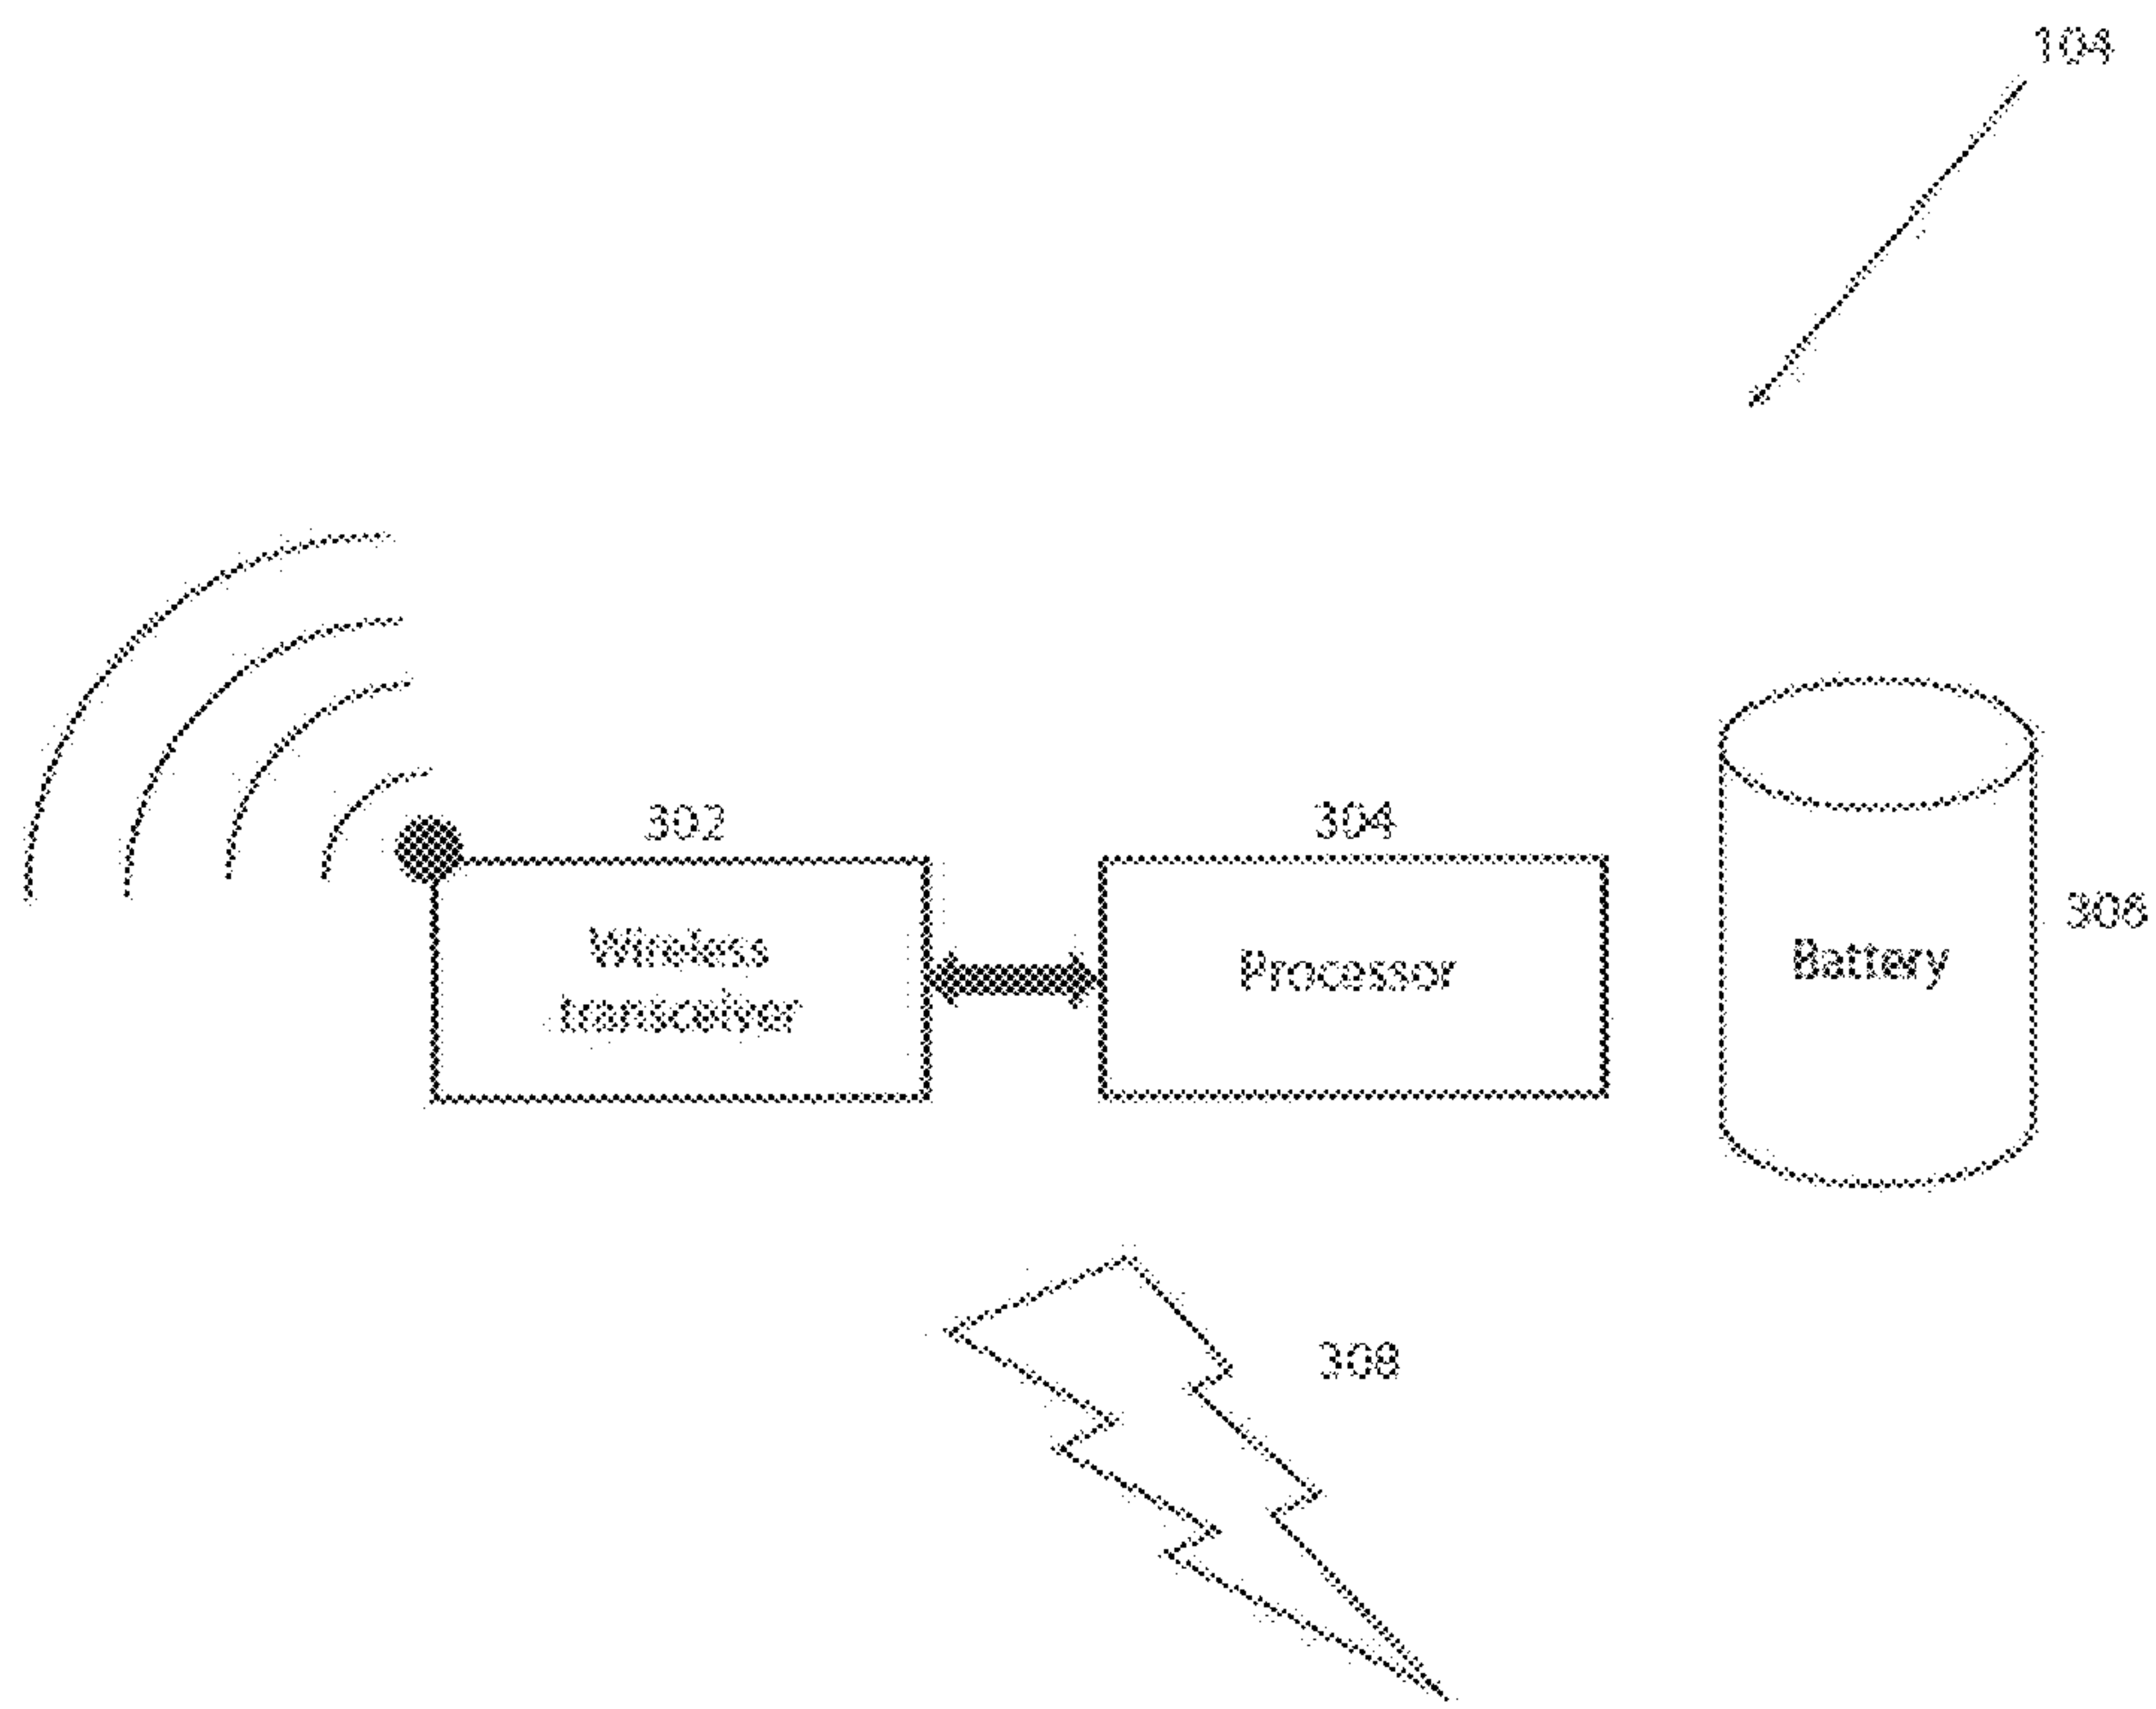 104
302
304
Wireless
transceiver
Processor
Battery
306
308